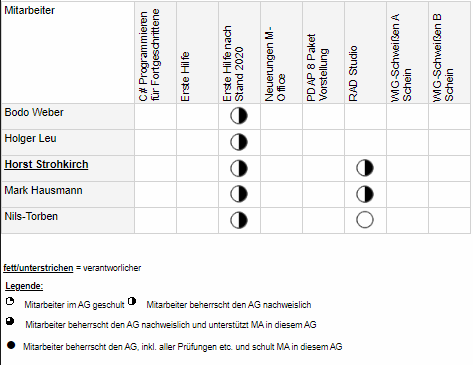 Mitarbeiter
C# Programmieren
für Fortgeschrittene
Erste Hilfe
Erste Hilfe nach
Stand 2020
Neuerungen M-
Office
PDAP 8 Paket
Vorstellung
RAD Studio
WIG-Schweißen A
Schein
WIG-Schweißen B
Schein
Bodo Weber
Holger Leu
Horst Strohkirch
Mark Hausmann
Nils-Torben
fett/unterstrichen = verantworlicher
Legende:
Mitarbeiter im AG geschult Mitarbeiter beherrscht den AG nachweislich
Mitarbeiter beherrscht den AG nachweislich und unterstützt MA in diesem AG
Mitarbeiter beherrscht den AG, inkl. aller Prüfungen etc. und schult MA in diesem AG